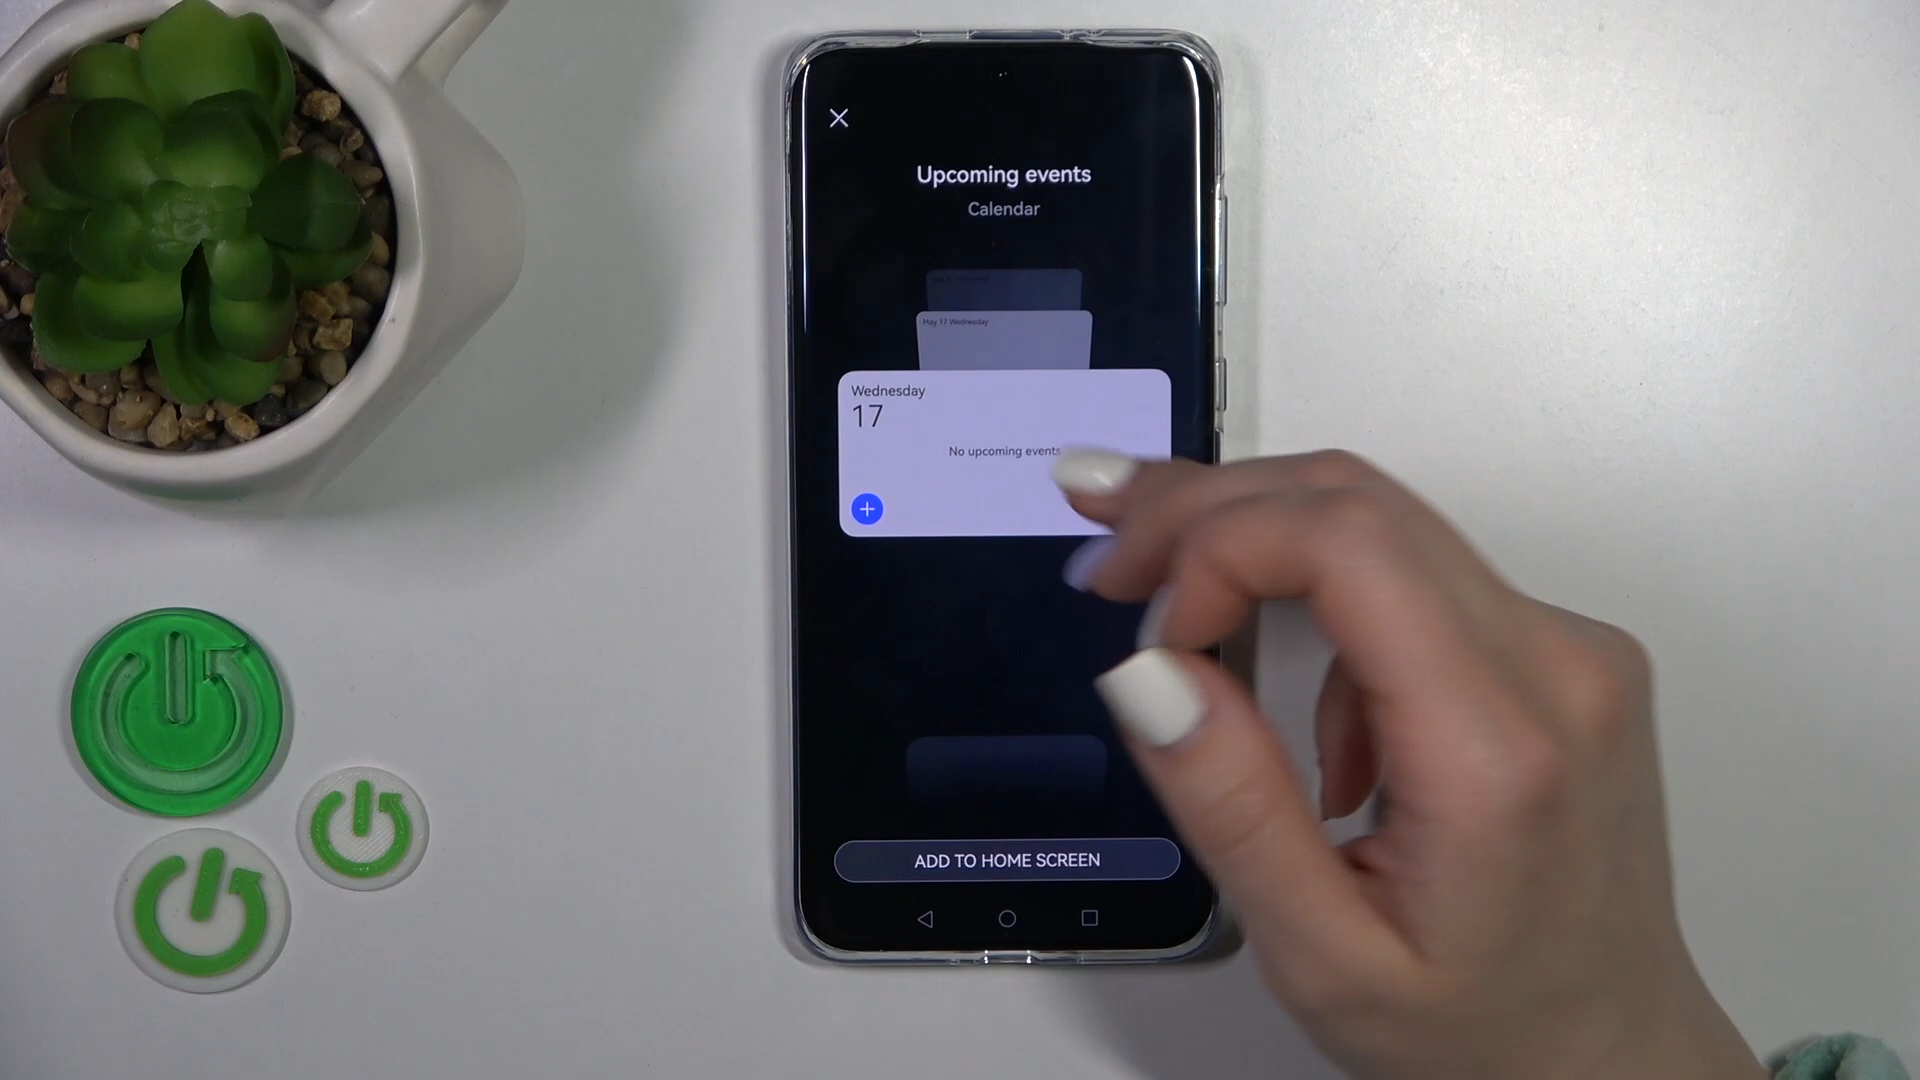 Upcoming events
Calendar
May 17 Wednesday
Wednesday
17
No upcoming events
ADD TO HOME SCREEN